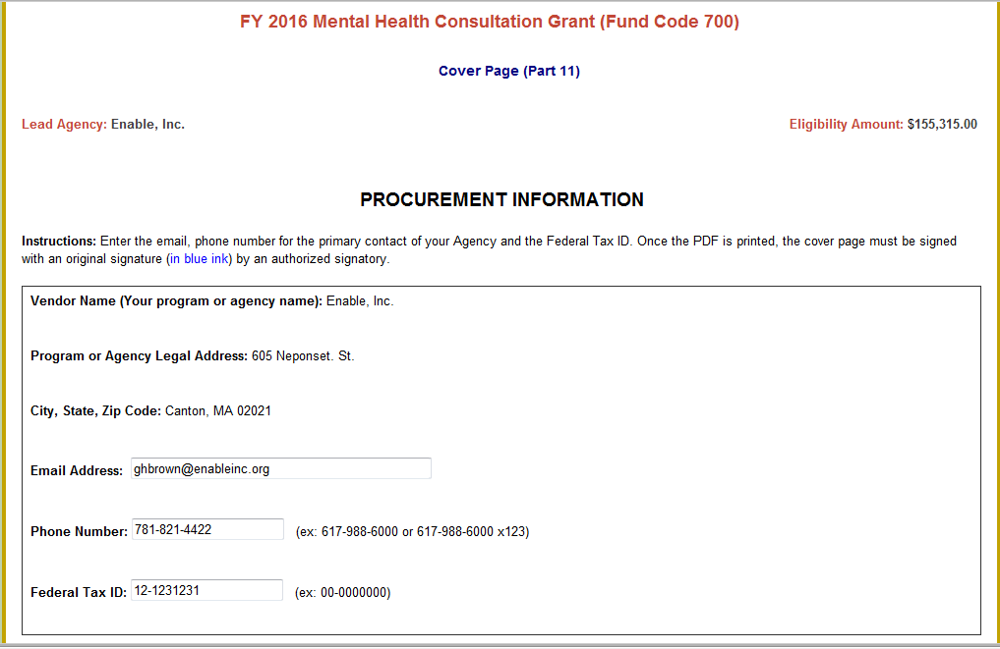 FY 2016 Mental Health Consultation Grant (Fund Code 700)
Cover Page (Part 11)
Lead Agency: Enable, Inc. Eligibility Amount: $155,315.00
PROCUREMENT INFORMATION
Instructions: Enter the email, phone number for the primary contact of your Agency and the Federal Tax ID. Once the PDF is printed, the cover page must be signed
with an original signature (in blue ink) by an authorized signatory.
Vendor Name (Your program or agency name): Enable, Inc.
Program or Agency Legal Address: 605 Neponset. St.
City, State, Zip Code: Canton, MA 02021
Email Address: ghbrown@enableinc.org
Phone Number: 781-821-4422 (ex: 617-988-6000 or 617-988-6000 x123)
Federal Tax ID: 12-1231231 (ex: 00-0000000)